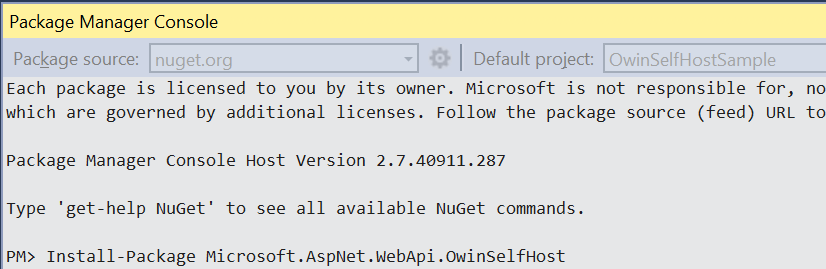 Package Manager Console
Package source: nuget.org Default project: OwinSelfHostSample
Each package is licensed to you by its owner. Microsoft is not responsible for, no
which are governed by additional licenses. Follow the package source (feed) URL to
Package Manager Console Host Version 2.7.40911.287
Type 'get-help NuGet' to see all available NuGet commands.
PM> Install-Package Microsoft.AspNet.WebApi.OwinSelfHost